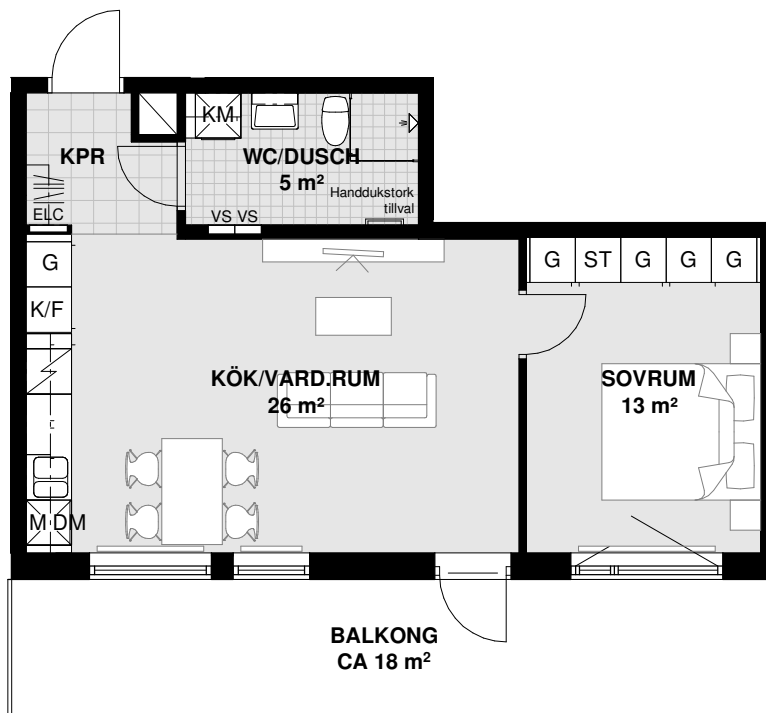 KM
KPR
WC/DUSCH
5 m²
Handdukstork
tillval
ELC
VS VS
G
K/F
G ST G G G
KÖK/VARD.RUM
26 m²
SOVRUM
13 m²
M DM
BALKONG
CA 18 m²